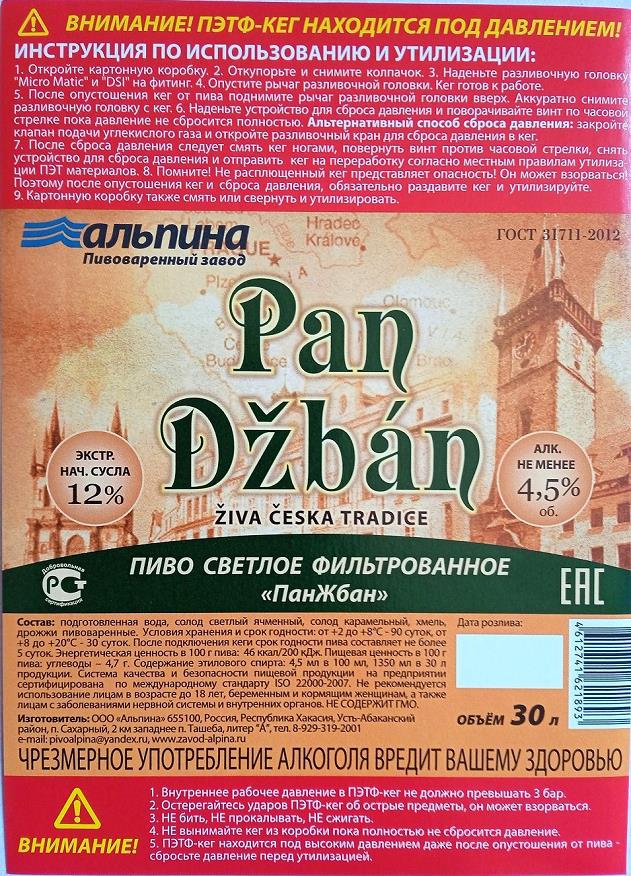 ВНИМАНИЕ! ПЭТФ-КЕГ НАХОДИТСЯ ПОД ДАВЛЕНИЕМ!
ИНСТРУКЦИЯ ПО ИСПОЛЬЗОВАНИЮ И УТИЛИЗАЦИИ:
1. Откройте картонную коробку. 2. Откупорьте и снимите колпачок. 3. Наденьте разливочную головку
"Micro Matic" и "DSI" на фитинг. 4. Опустите рычаг разливочной головки. Кег готов к работе.
5. После опустошения кег от пива поднимите рычаг разливочной головки вверх. Аккуратно снимите
разливочную головку с кег. 6. Наденьте устройство для сброса давления и поворачивайте винт по часовой
стрелке пока давление не сбросится полностью. Альтернативный способ сброса давления: закройте
клапан подачи углекислого газа и откройте разливочный кран для сброса давления в кег.
7. После сброса давления следует смять кег ногами, повернуть винт против часовой стрелки, снять
устройство для сброса давления и отправить кег на переработку согласно местным правилам утилиза-
ции ПЭТ материалов. 8. Помните! Не расплющенный кег представляет опасность! Он может взорваться!
Поэтому после опустошения кег и сброса давления, обязательно раздавите кег и утилизируйте.
9. Картонную коробку также смять или свернуть и утилизировать.
альпина
Пивоваренный завод
ГОСТ 31711-2012
Hradec
Králové
PRAGUE
Plze
Olomouc
Brno
Pan
Džbán
ŽIVA ČESKA TRADICE
ЭКСТР.
НАЧ. СУСЛА
12%
АЛК.
НЕ МЕНЕЕ
4,5%
об.
ПИВО СВЕТЛОЕ ФИЛЬТРОВАННОЕ
«ПанЖбан»
Добровольная
РСТ
сертификация
EAC
Состав: подготовленная вода, солод светлый ячменный, солод карамельный, хмель,
дрожжи пивоваренные. Условия хранения и срок годности: от +2 до +8°С - 90 суток, от
+8 до +20°С - 30 суток. После подключения кеги срок годности пива составляет не более
5 суток. Энергетическая ценность в 100 г пива: 46 ккал/200 кДж. Пищевая ценность в 100 г
пива: углеводы – 4,7 г. Содержание этилового спирта: 4,5 мл в 100 мл, 1350 мл в 30 л
продукции. Система качества и безопасности пищевой продукции на предприятии
сертифицирована по международному стандарту ISO 22000-2007. Не рекомендуется
использование лицам в возрасте до 18 лет, беременным и кормящим женщинам, а также
лицам с заболеваниями нервной системы и внутренних органов. НЕ СОДЕРЖИТ ГМО.
Изготовитель: ООО «Альпина» 655100, Россия, Республика Хакасия, Усть-Абаканский
район, п. Сахарный, 2 км западнее п. Ташеба, литер "А", тел. 8-929-319-2001
e-mail: pivoalpina@yandex.ru, www.zavod-alpina.ru
Дата розлива:
ОБЪЁМ 30 л
4612741621893
ЧРЕЗМЕРНОЕ УПОТРЕБЛЕНИЕ АЛКОГОЛЯ ВРЕДИТ ВАШЕМУ ЗДОРОВЬЮ
ВНИМАНИЕ!
1. Внутреннее рабочее давление в ПЭТФ-кег не должно превышать 3 бар.
2. Остерегайтесь ударов ПЭТФ-кег об острые предметы, он может взорваться.
3. НЕ БИТЬ, НЕ ПРОКАЛЫВАТЬ, НЕ СЖИГАТЬ.
4. НЕ вынимайте кег из коробки пока полностью не сбросится давление.
5. ПЭТФ-кег находится под высоким давлением даже после опустошения от пива -
сбросьте давление перед утилизацией.